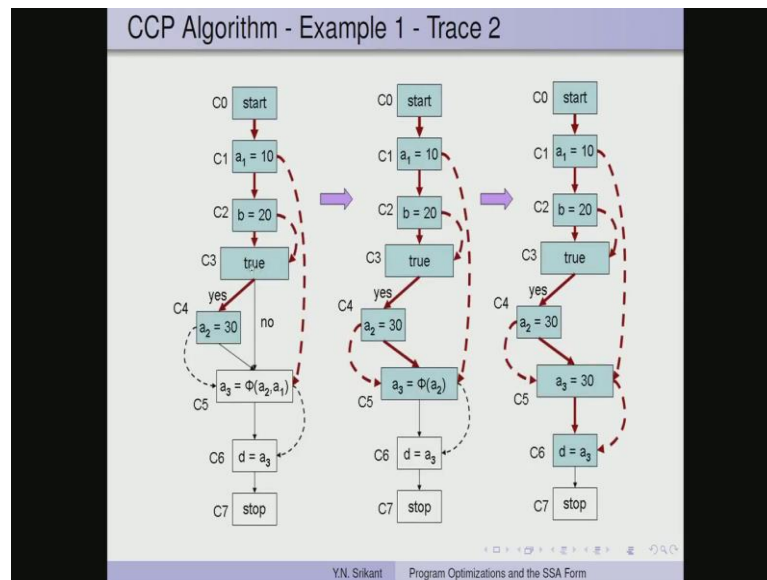 CCP Algorithm - Example 1 - Trace 2
C0 start
C1 a₁ = 10
C2 b = 20
C3 true
yes
no
C4 a₂ = 30
a₃ = Φ(a₂,a₁)
C5
C6 d = a₃
C7 stop
C0 start
C1 a₁ = 10
C2 b = 20
C3 true
yes
C4
a₂ = 30
a₃ = Φ(a₂)
C5
C6 d = a₃
C7 stop
C0 start
C1 a₁ = 10
C2 b = 20
C3 true
yes
C4
a₂ = 30
a₃ = 30
C5
C6 d = a₃
C7 stop
Y.N. Srikant Program Optimizations and the SSA Form